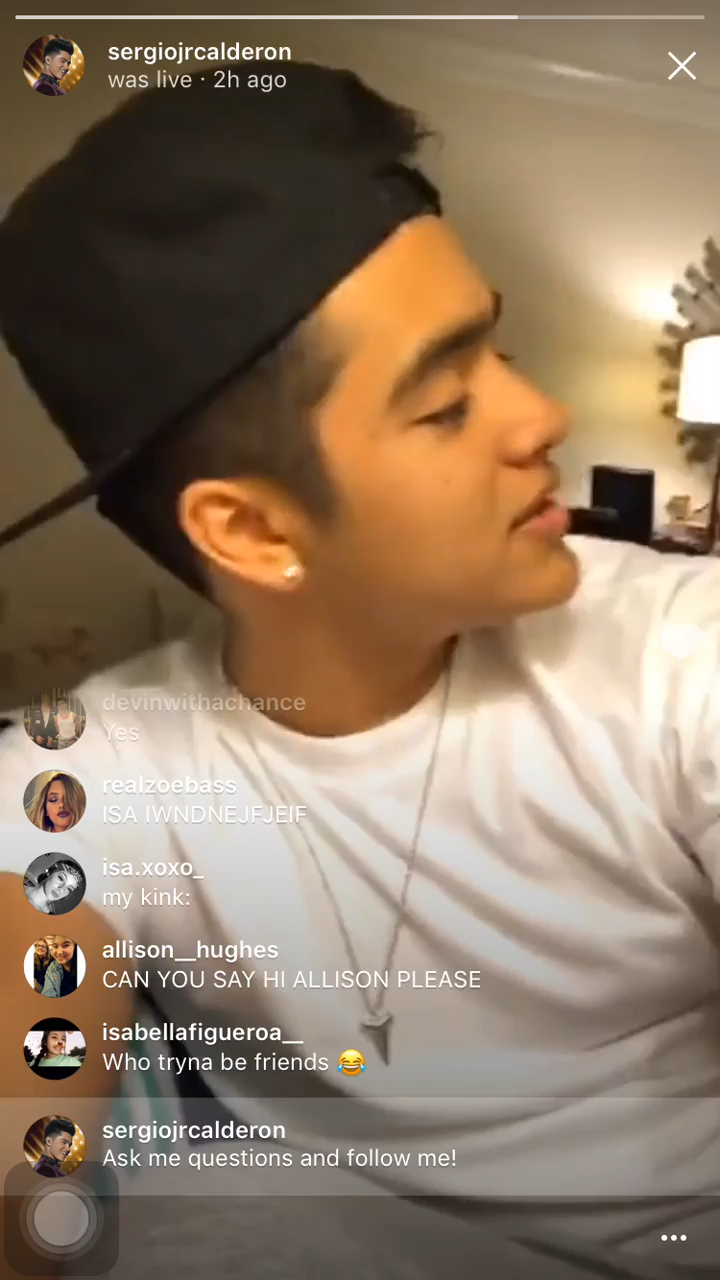 sergiojrcalderon
was live · 2h ago
devinwithachance
Yes
realzoebass
ISA IWNDNEJFJEIF
isa.xoxo_
my kink:
allison__hughes
CAN YOU SAY HI ALLISON PLEASE
isabellafigueroa__
Who tryna be friends 😂
sergiojrcalderon
Ask me questions and follow me!